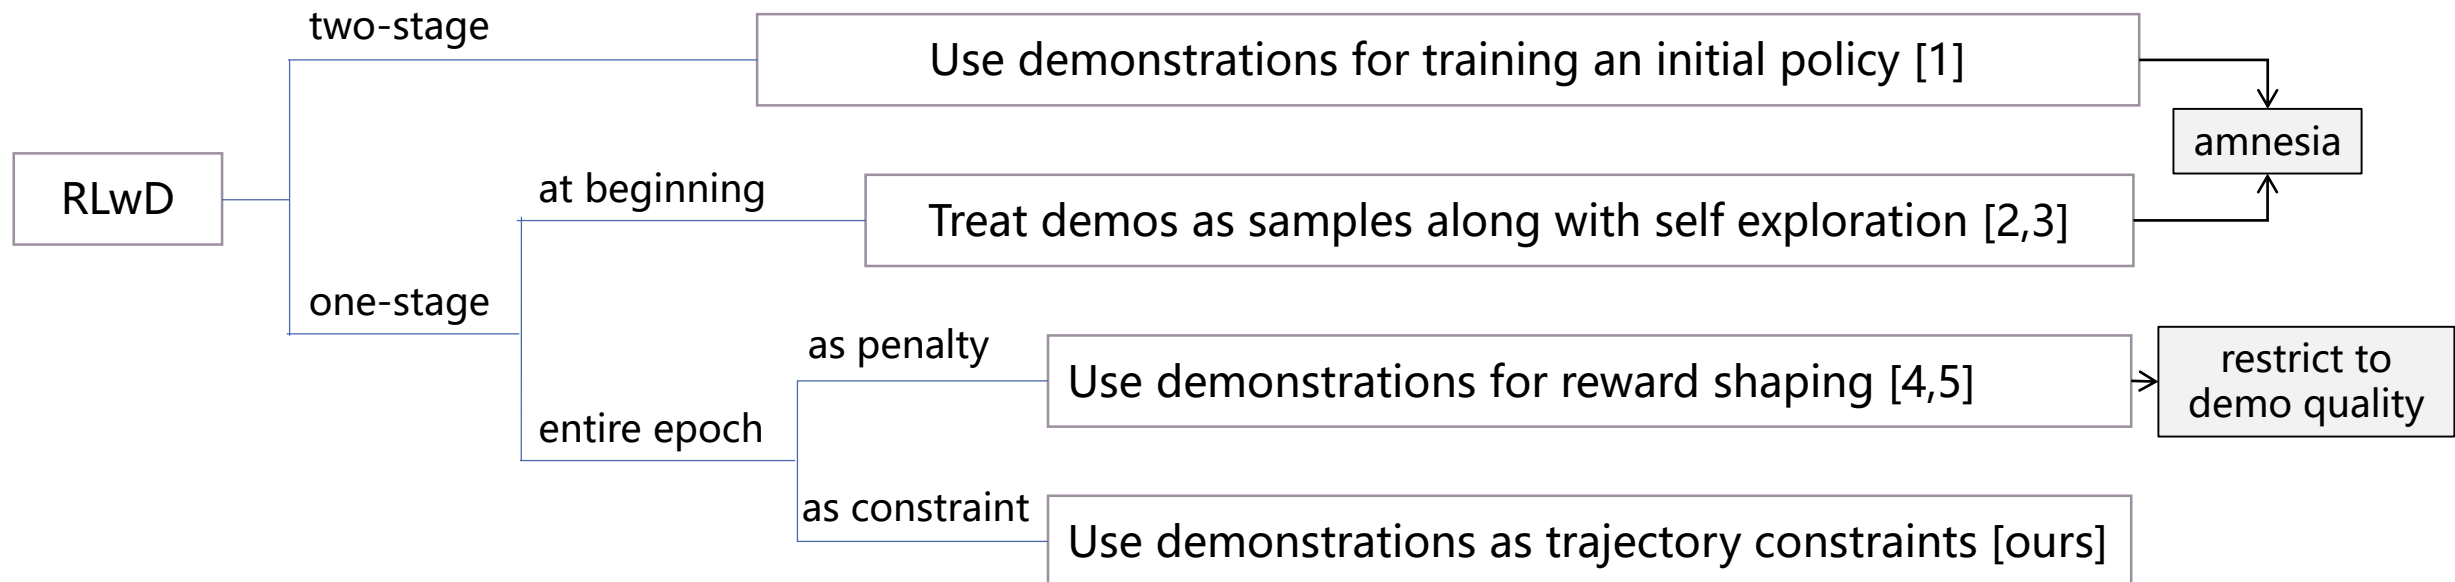 two-stage
Use demonstrations for training an initial policy [1]
amnesia
RLwD
at beginning
Treat demos as samples along with self exploration [2,3]
one-stage
as penalty
Use demonstrations for reward shaping [4,5]
restrict to
demo quality
entire epoch
as constraint
Use demonstrations as trajectory constraints [ours]